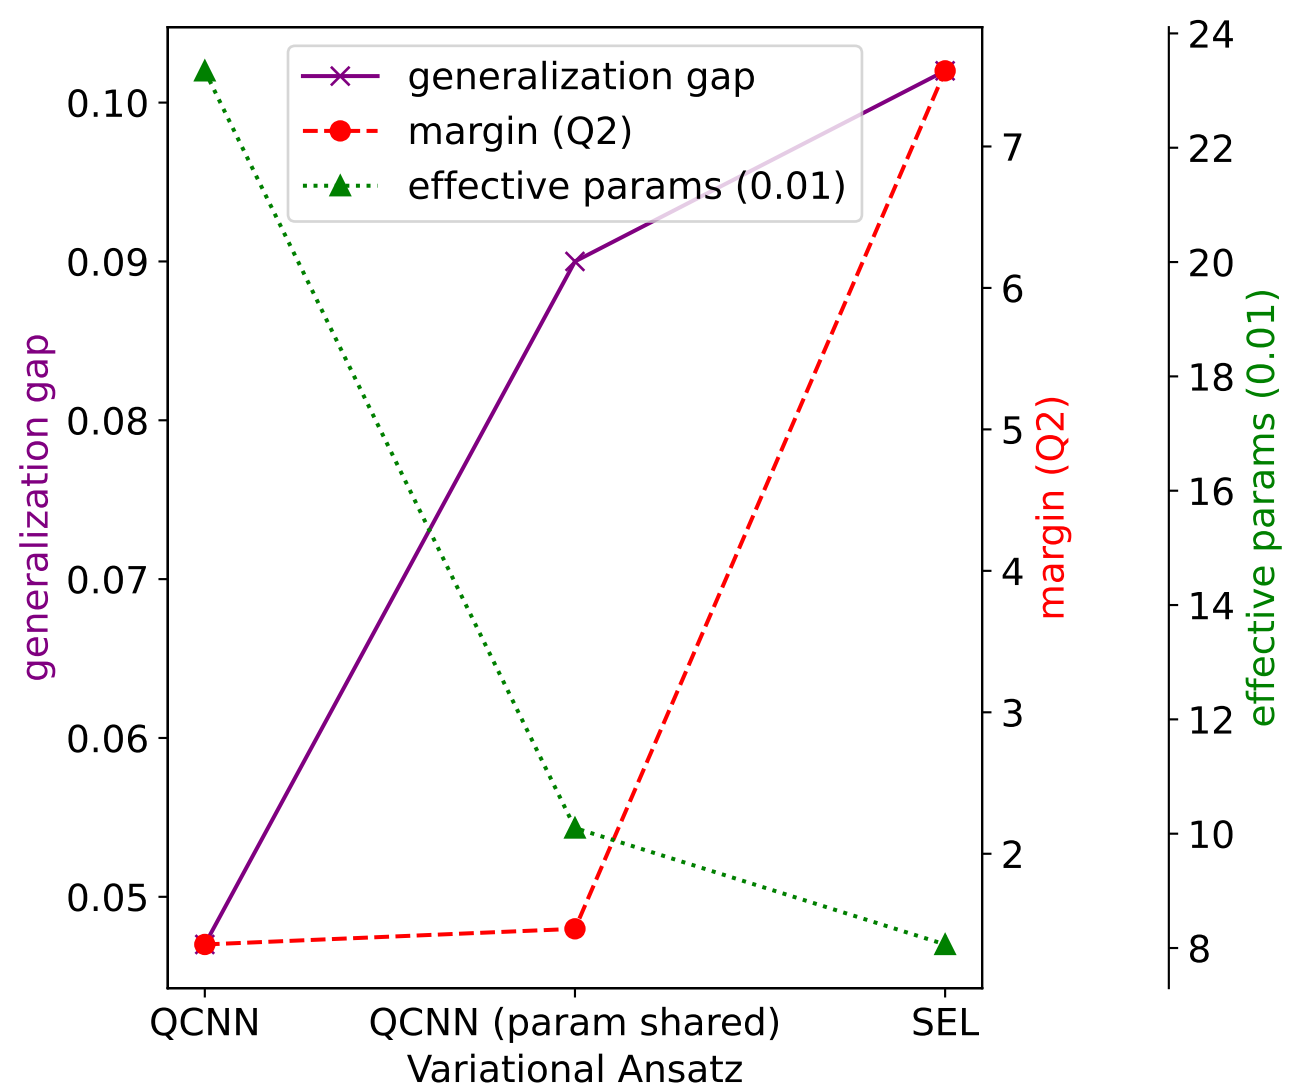 generalization gap
margin (Q2)
effective params (0.01)
0.10
0.09
0.08
0.07
0.06
0.05
generalization gap
7
6
5
4
3
2
margin (Q2)
24
22
20
18
16
14
12
10
8
effective params (0.01)
QCNN
QCNN (param shared)
SEL
Variational Ansatz